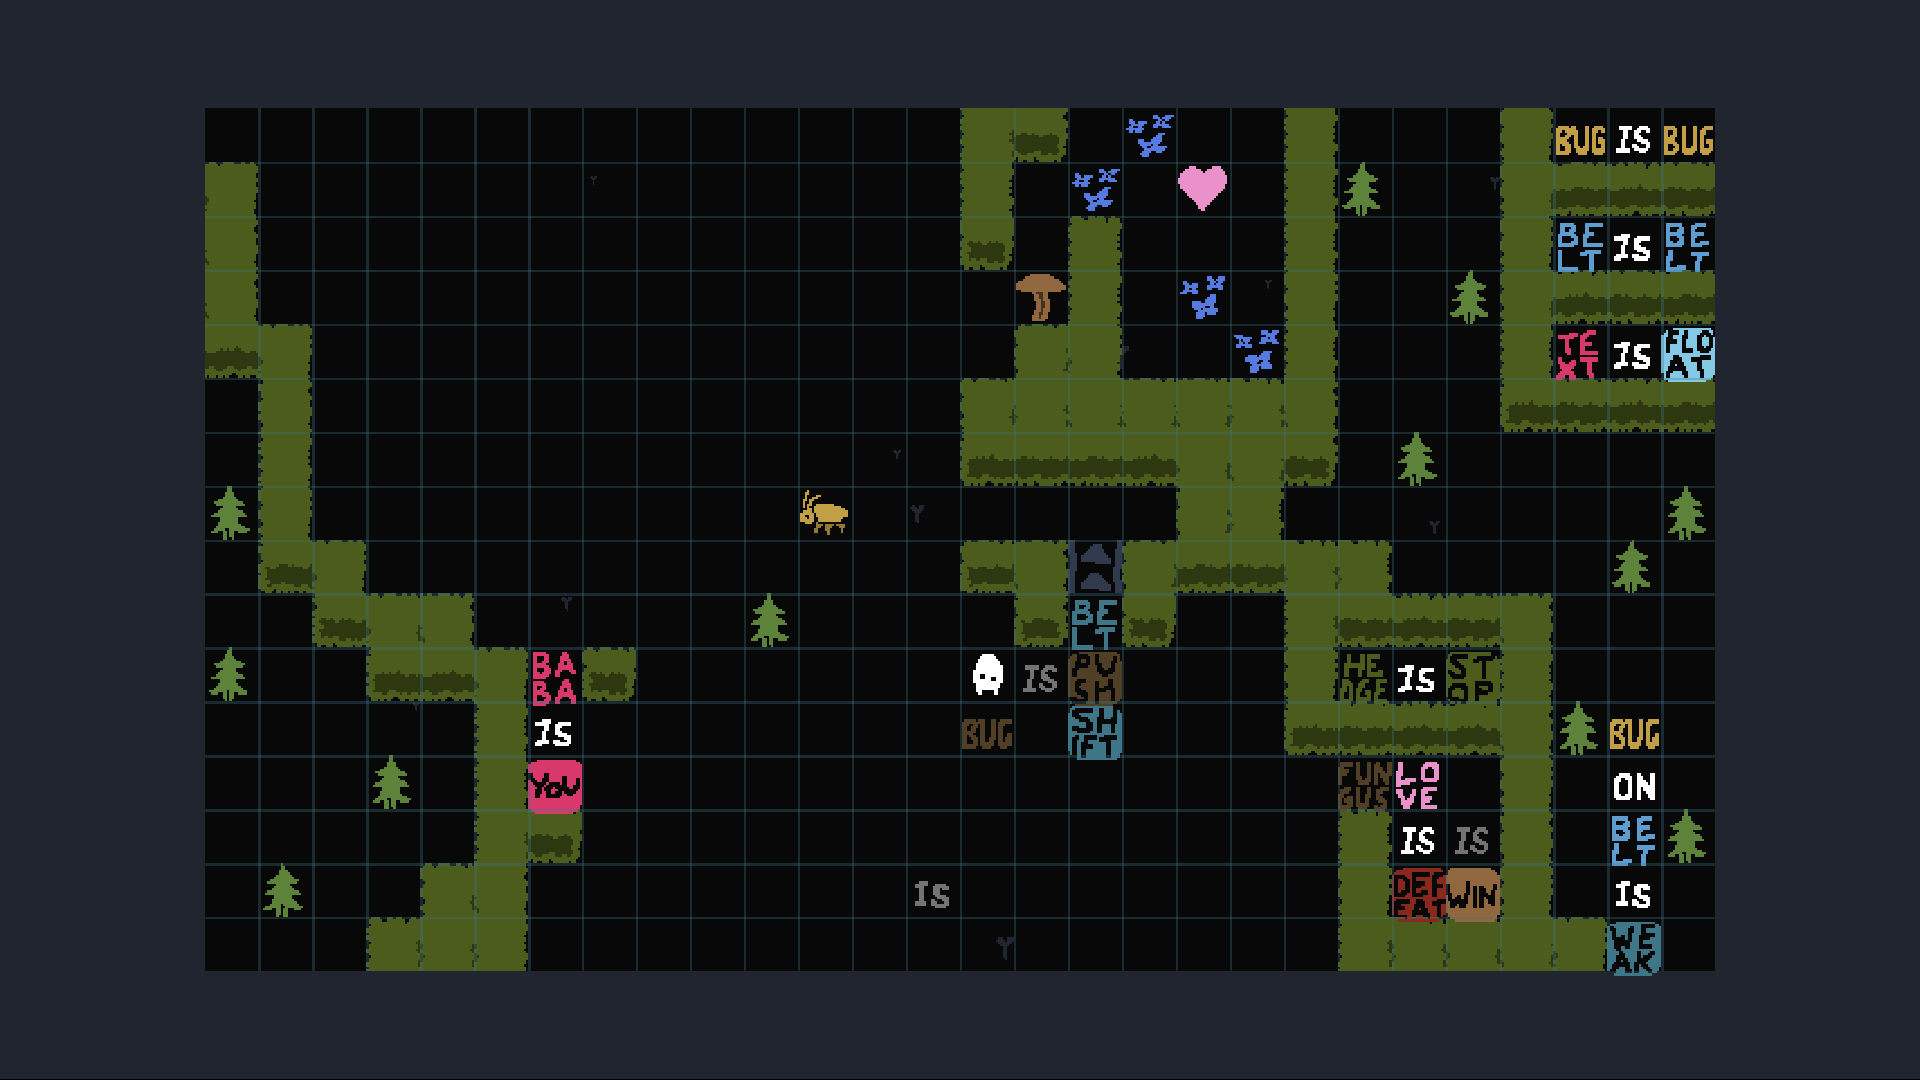 BUG IS BUG
BELT IS BELT
TEXT IS FLOAT
BELT
BABA
IS PUSH
HEDGE IS STOP
IS
BUG
SHIFT
BUG
YOU
FUNGUS LOVE
ON
IS IS
BELT
IS
DEFEAT WIN
IS
WEAK